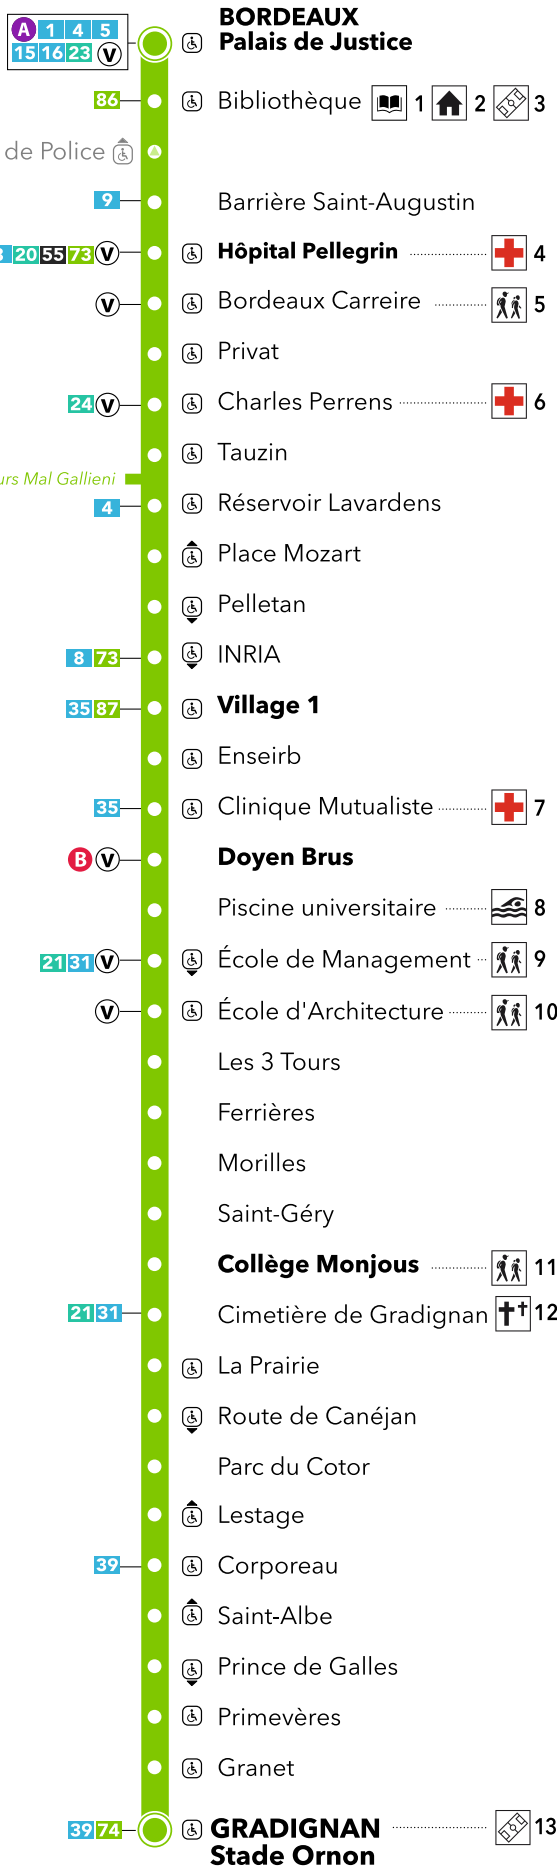 BORDEAUX
A 1 4 5
Palais de Justice
15 16 23 V
86 Bibliothèque 1 2 3
de Police
9 Barrière Saint-Augustin
20 55 73 V Hôpital Pellegrin 4
V Bordeaux Carreire 5
Privat
24 V Charles Perrens 6
Tauzin
Mal Gallieni
4 Réservoir Lavardens
Place Mozart
Pelletan
8 73 INRIA
35 87 Village 1
Enseirb
35 Clinique Mutualiste 7
B V Doyen Brus
Piscine universitaire 8
21 31 V École de Management 9
V École d'Architecture 10
Les 3 Tours
Ferrières
Morilles
Saint-Géry
Collège Monjous 11
21 31 Cimetière de Gradignan 12
La Prairie
Route de Canéjan
Parc du Cotor
Lestage
39 Corporeau
Saint-Albe
Prince de Galles
Primevères
Granet
39 74 GRADIGNAN 13
Stade Ornon